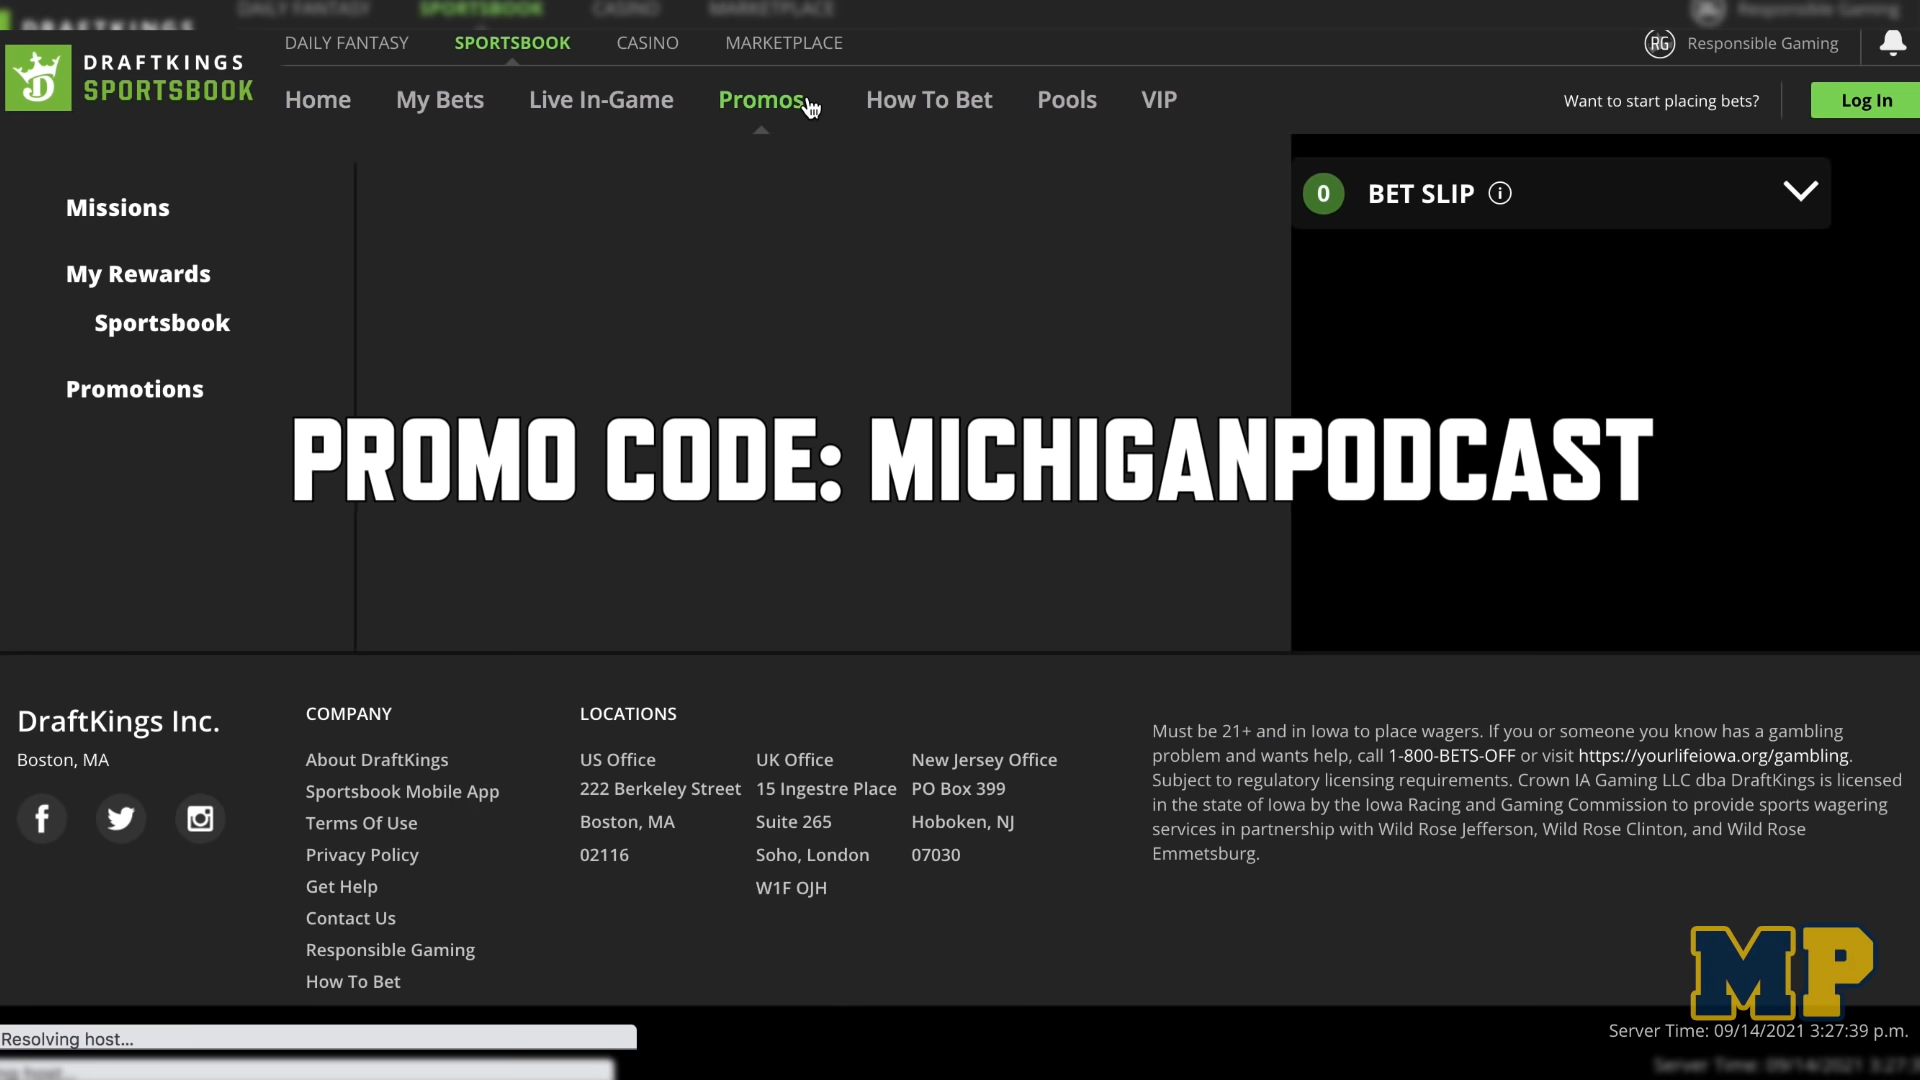 DAILY FANTASY SPORTSBOOK CASINO MARKETPLACE
Responsible Gaming
DRAFTKINGS
DAILY FANTASY SPORTSBOOK CASINO MARKETPLACE
RG Responsible Gaming
DRAFTKINGS
SPORTSBOOK
Home My Bets Live In-Game Promos How To Bet Pools VIP
Want to start placing bets? Log In
Missions
My Rewards
Sportsbook
Promotions
0 BET SLIP
PROMO CODE: MICHIGANPODCAST
DraftKings Inc.
Boston, MA
COMPANY
About DraftKings
Sportsbook Mobile App
Terms Of Use
Privacy Policy
Get Help
Contact Us
Responsible Gaming
How To Bet
LOCATIONS
US Office
222 Berkeley Street
Boston, MA
02116
UK Office
15 Ingestre Place
Suite 265
Soho, London
W1F OJH
New Jersey Office
PO Box 399
Hoboken, NJ
07030
Must be 21+ and in Iowa to place wagers. If you or someone you know has a gambling
problem and wants help, call 1-800-BETS-OFF or visit https://yourlifeiowa.org/gambling.
Subject to regulatory licensing requirements. Crown IA Gaming LLC dba DraftKings is licensed
in the state of Iowa by the Iowa Racing and Gaming Commission to provide sports wagering
services in partnership with Wild Rose Jefferson, Wild Rose Clinton, and Wild Rose
Emmetsburg.
MP
Resolving host...
Server Time: 09/14/2021 3:27:39 p.m.